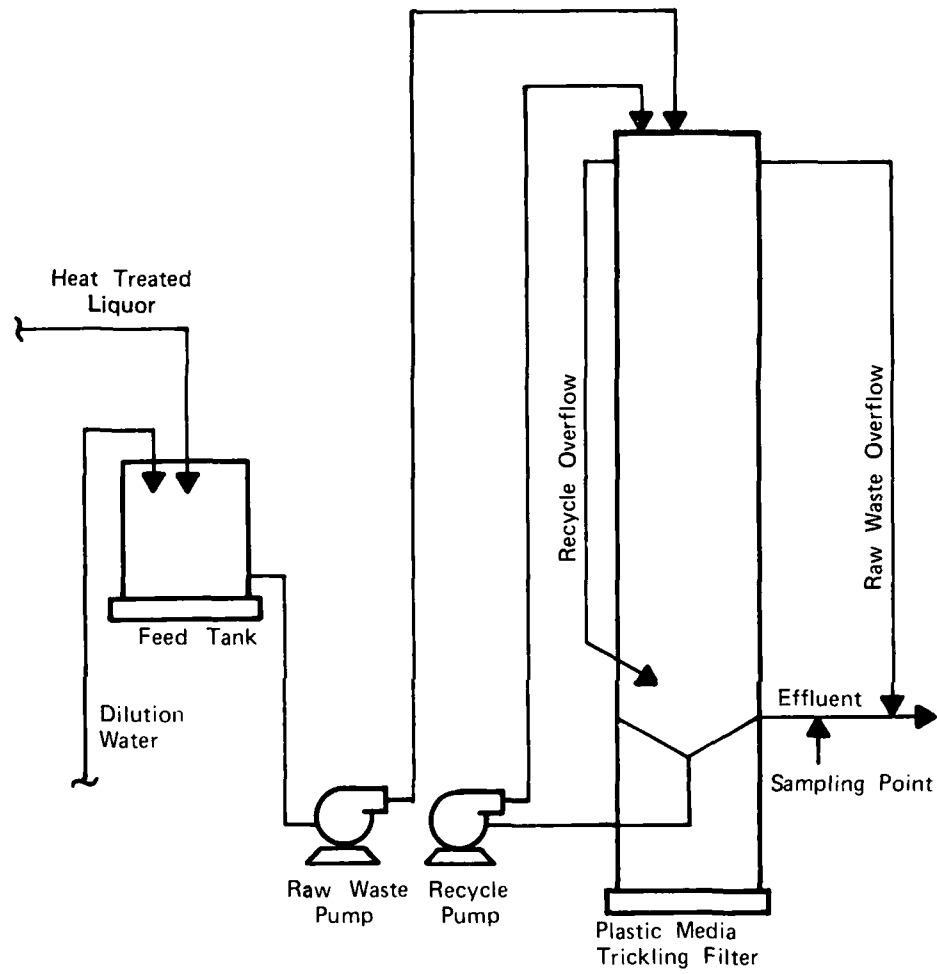 Heat Treated
Liquor
Feed Tank
Dilution
Water
Raw Waste
Pump
Recycle
Pump
Recycle Overflow
Raw Waste Overflow
Effluent
Sampling Point
Plastic Media
Trickling Filter